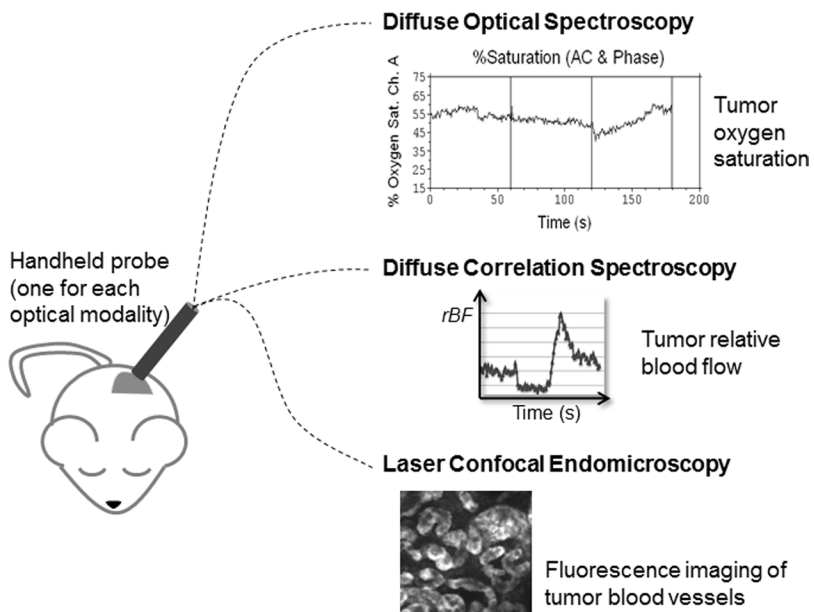 Diffuse Optical Spectroscopy
%Saturation (AC & Phase)
% Oxygen Sat. Ch. A
75
65
55
45
35
25
15
0
50
100
150
200
Time (s)
Tumor
oxygen
saturation
Handheld probe
(one for each
optical modality)
Diffuse Correlation Spectroscopy
rBF
Time (s)
Tumor relative
blood flow
Laser Confocal Endomicroscopy
Fluorescence imaging of
tumor blood vessels